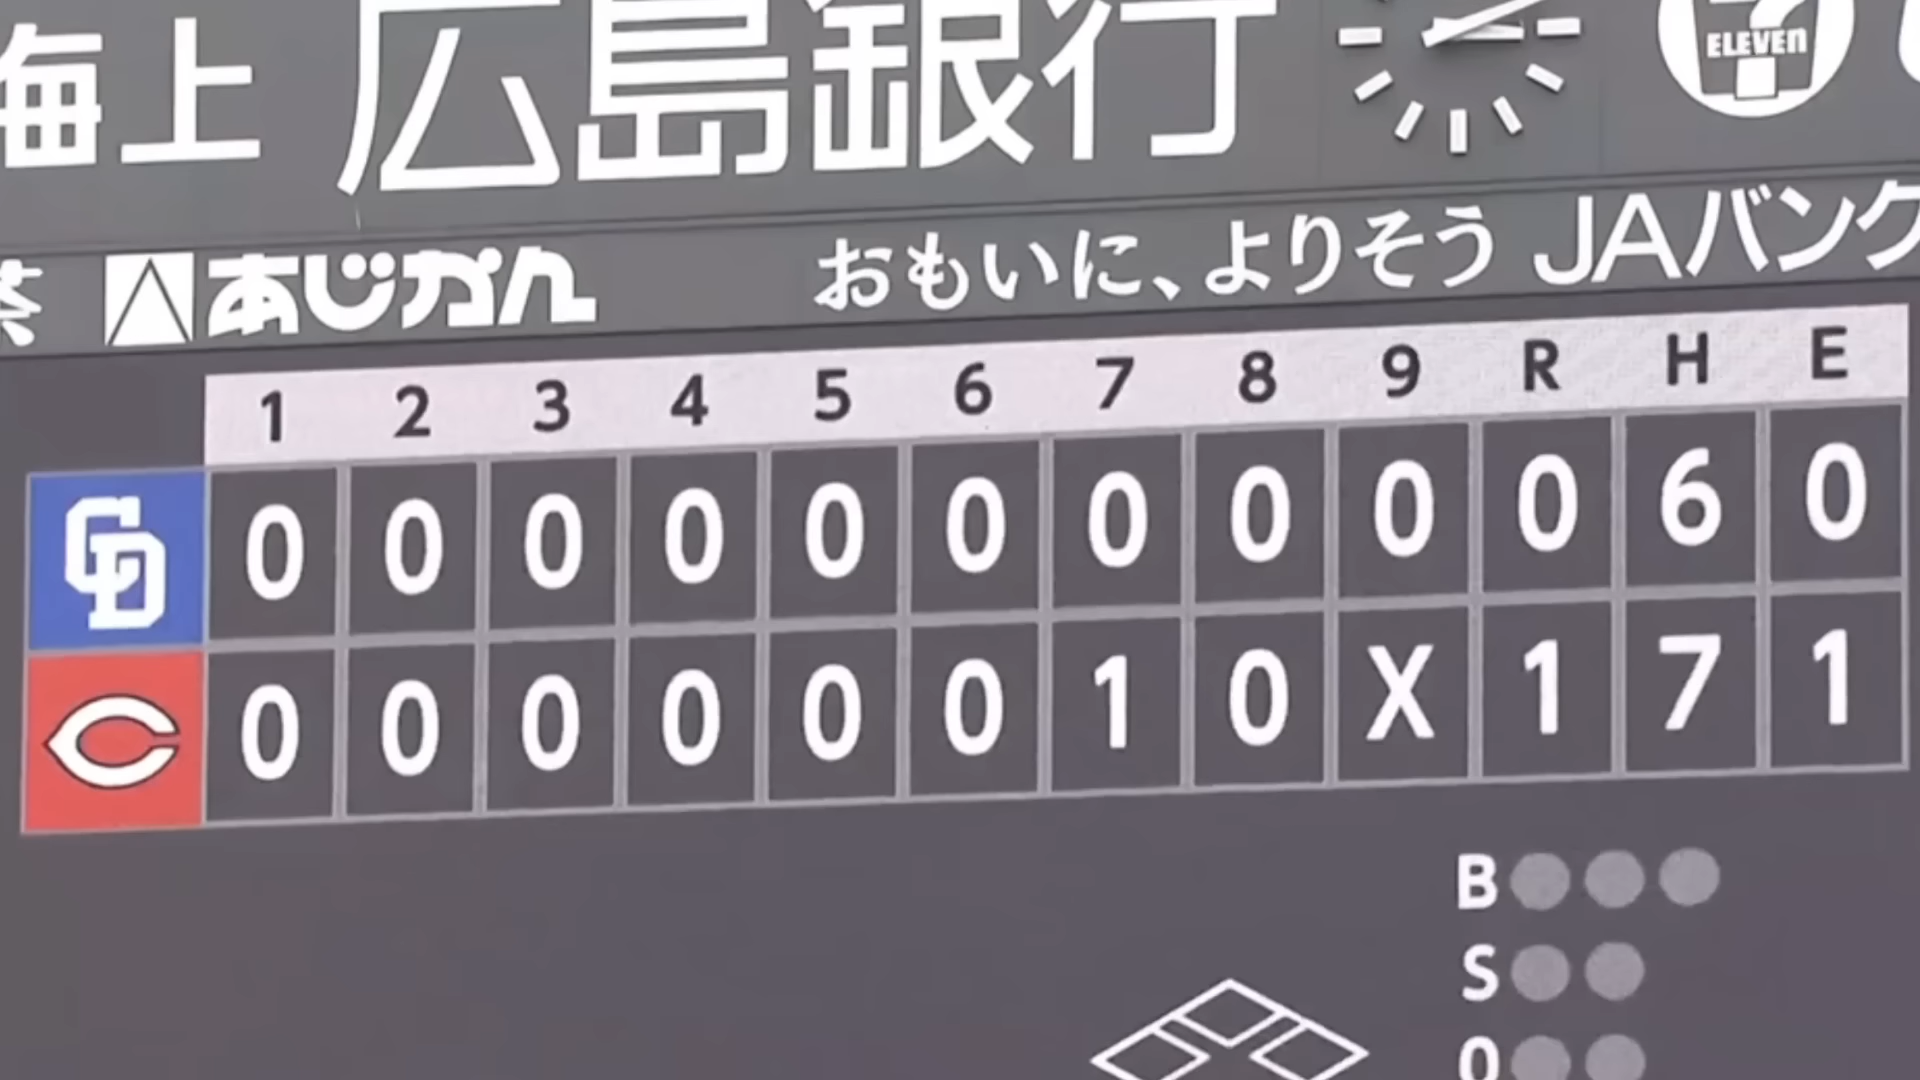 海上 広島銀行 ELEVEN
茶 あじかん おもいに、よりそう JAバンク
1 2 3 4 5 6 7 8 9 R H E
CD 0 0 0 0 0 0 0 0 0 0 6 0
C 0 0 0 0 0 0 1 0 X 1 7 1
B
S
O